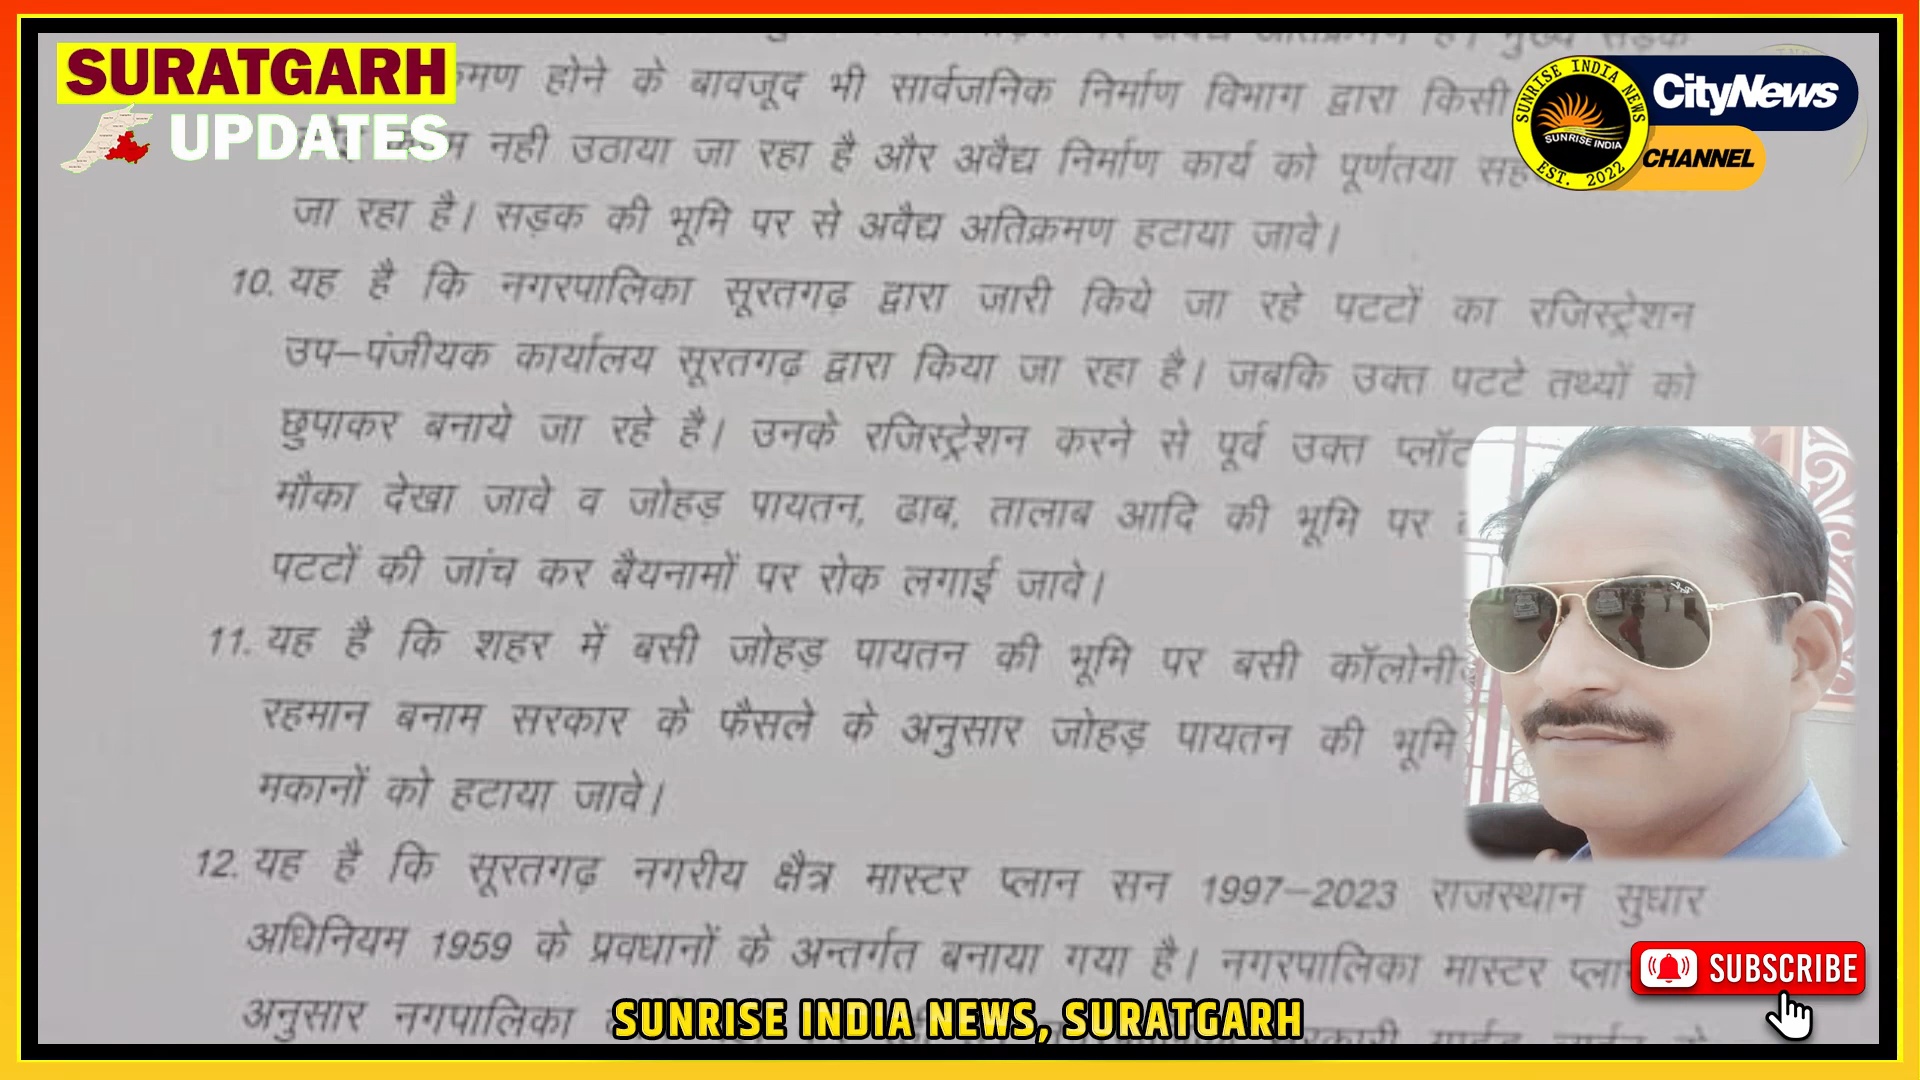 SURATGARH
UPDATES
SUNRISE INDIA NEWS
SUNRISE INDIA
EST. 2022
CityNews
CHANNEL
होने के बावजूद भी सार्वजनिक निर्माण विभाग द्वारा किसी
नही उठाया जा रहा है और अवैद्य निर्माण कार्य को पूर्णतया
जा रहा है। सड़क की भूमि पर से अवैद्य अतिक्रमण हटाया जावे।
10. यह है कि नगरपालिका सूरतगढ़ द्वारा जारी किये जा रहे पटटों का रजिस्ट्रेशन
उप–पंजीयक कार्यालय सूरतगढ़ द्वारा किया जा रहा है। जबकि उक्त पटटे तथ्यों को
छुपाकर बनाये जा रहे है। उनके रजिस्ट्रेशन करने से पूर्व उक्त प्लॉट
मौका देखा जावे व जोहड़ पायतन, ढाब, तालाब आदि की भूमि पर
पटटों की जांच कर बैयनामों पर रोक लगाई जावे।
11. यह है कि शहर में बसी जोहड़ पायतन की भूमि पर बसी कॉलोनी
रहमान बनाम सरकार के फैसले के अनुसार जोहड़ पायतन की भूमि
मकानों को हटाया जावे।
12. यह है कि सूरतगढ़ नगरीय क्षैत्र मास्टर प्लान सन 1997–2023 राजस्थान सुधार
अधिनियम 1959 के प्रवधानों के अन्तर्गत बनाया गया है। नगरपालिका मास्टर
अनुसार नगपालिका
SUBSCRIBE
SUNRISE INDIA NEWS, SURATGARH